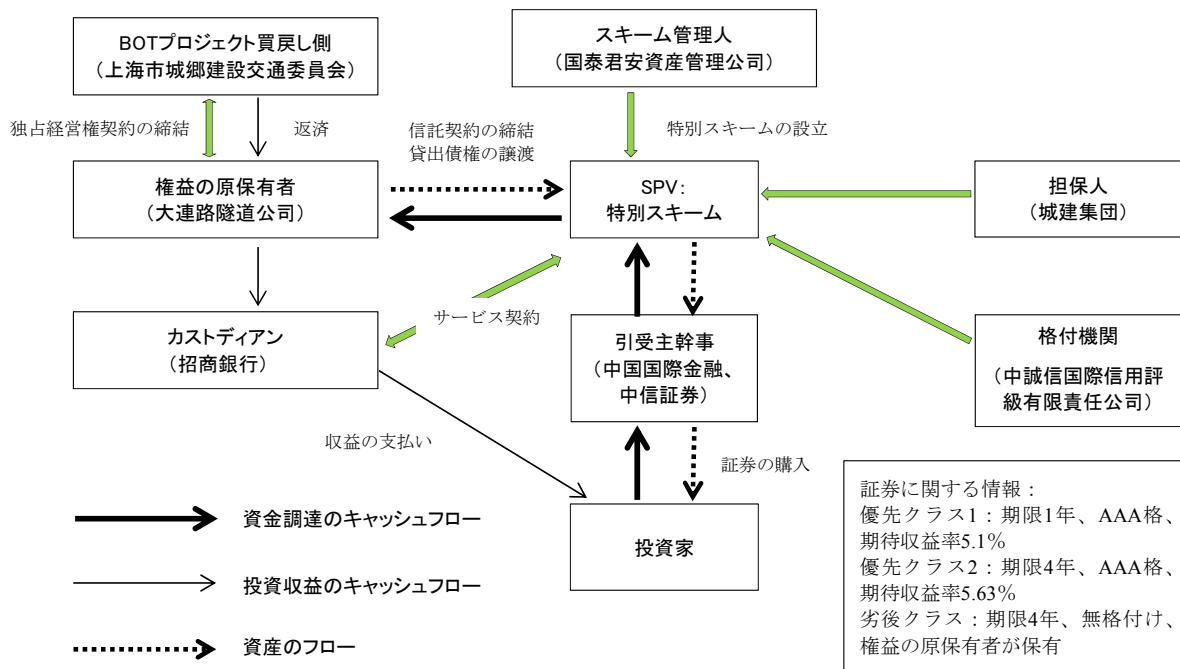 BOTプロジェクト買戻し側
（上海市城郷建設交通委員会）
スキーム管理人
（国泰君安資産管理公司）
独占経営権契約の締結
返済
信託契約の締結
貸出債権の譲渡
特別スキームの設立
権益の原保有者
（大連路隧道公司）
SPV：
特別スキーム
担保人
（城建集団）
サービス契約
カストディアン
（招商銀行）
引受主幹事
（中国国際金融、
中信証券）
格付機関
（中誠信国際信用評
級有限責任公司）
収益の支払い
証券の購入
資金調達のキャッシュフロー
投資収益のキャッシュフロー
資産のフロー
投資家
証券に関する情報：
優先クラス1：期限1年、AAA格、
期待収益率5.1%
優先クラス2：期限4年、AAA格、
期待収益率5.63%
劣後クラス：期限4年、無格付け、
権益の原保有者が保有